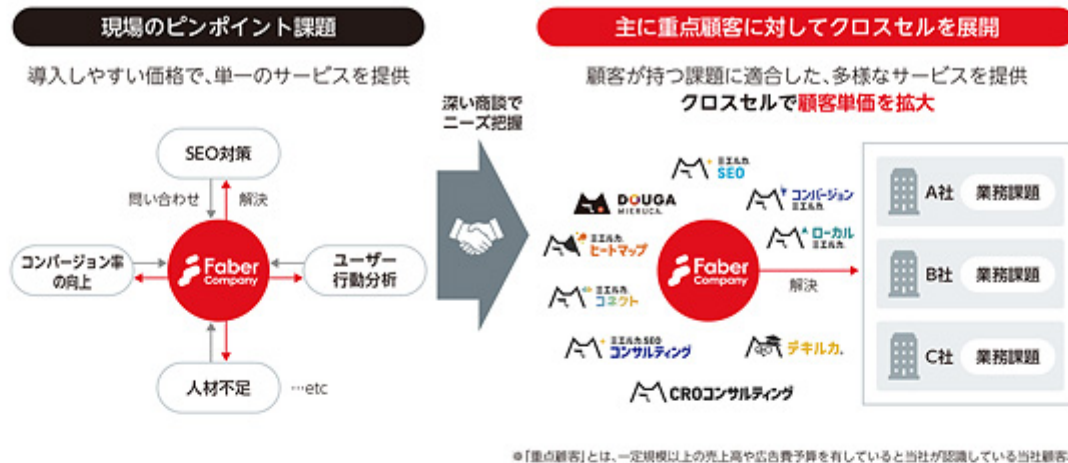 現場のピンポイント課題
導入しやすい価格で、単一のサービスを提供
SEO対策
問い合わせ
解決
コンバージョン率
の向上
Faber
Company
ユーザー
行動分析
人材不足
…etc
深い商談で
ニーズ把握
主に重点顧客に対してクロスセルを展開
顧客が持つ課題に適合した、多様なサービスを提供
クロスセルで顧客単価を拡大
ミエルカ
SEO
DOUGA
MIERUCA
コンバージョン
ミエルカ
ミエルカ
ヒートマップ
ローカル
ミエルカ
Faber
Company
ミエルカ
コネクト
解決
ミエルカSEO
コンサルティング
デキルカ.
CROコンサルティング
A社
業務課題
B社
業務課題
C社
業務課題
※「重点顧客」とは、一定規模以上の売上高や広告費予算を有していると当社が認識している当社顧客